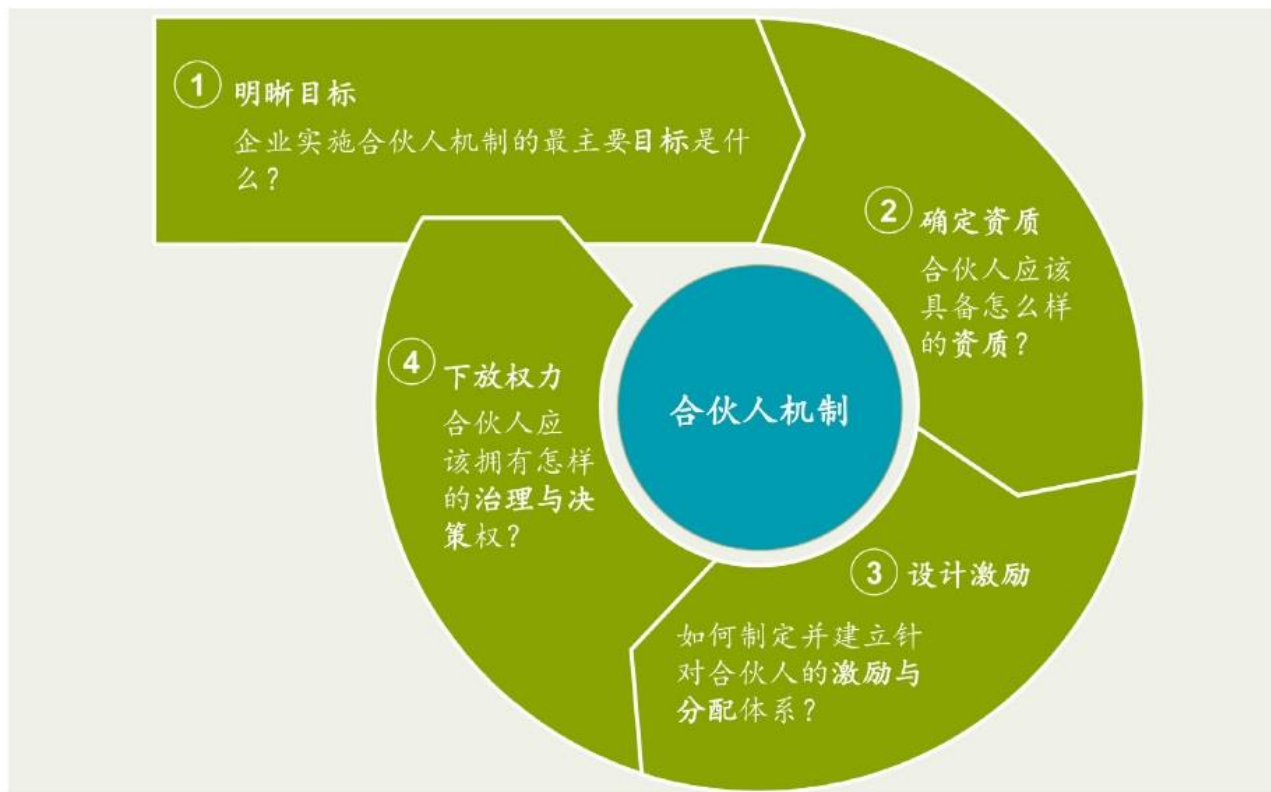 1 明晰目标
企业实施合伙人机制的最主要目标是什
么?
2 确定资质
合伙人应该
具备怎么样
的资质?
合伙人机制
3 设计激励
如何制定并建立针
对合伙人的激励与
分配体系?
4 下放权力
合伙人应
该拥有怎样
的治理与决
策权?